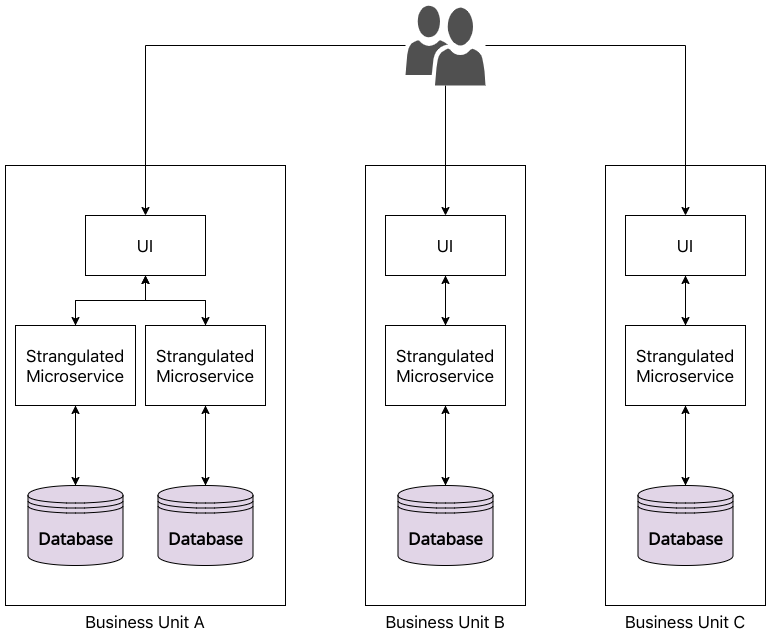 UI
UI
UI
Strangulated
Microservice
Strangulated
Microservice
Strangulated
Microservice
Strangulated
Microservice
Database
Database
Database
Database
Business Unit A
Business Unit B
Business Unit C